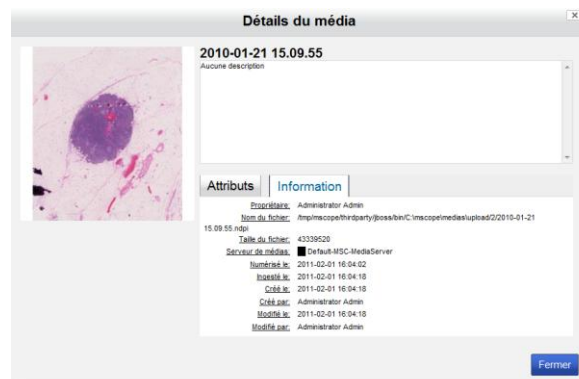 Détails du média
x
2010-01-21 15.09.55
Aucune description
Attributs Information
Propriétaire: Administrator Admin
Nom du fichier: /tmp/mscope/thirdparty/jboss/bin/C:\mscope\medias\upload/2/2010-01-21
15.09.55.ndpi
Taille du fichier: 43339520
Serveur de médias: Default-MSC-MediaServer
Numérisé le: 2011-02-01 16:04:02
Ingesté le: 2011-02-01 16:04:18
Créé le: 2011-02-01 16:04:18
Créé par: Administrator Admin
Modifié le: 2011-02-01 16:04:18
Modifié par: Administrator Admin
Fermer